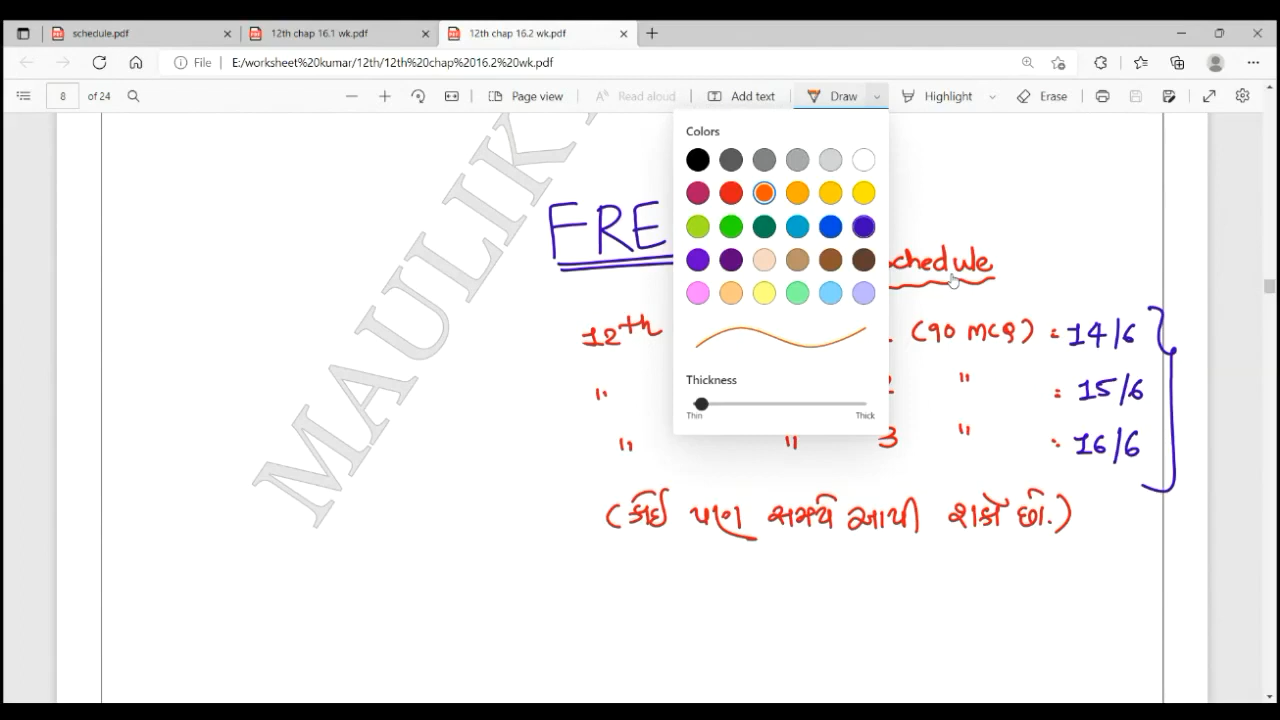 schedule.pdf
12th chap 16.1 wk.pdf
12th chap 16.2 wk.pdf
File E:/worksheet%20kumar/12th/12th%20chap%2016.2%20wk.pdf
8 of 24 Page view Read aloud Add text Draw Highlight Erase
Colors
MAULIK
FRE
chedule
12th (90 MCQ) = 14/6
" " : 15/6
" " 3 " : 16/6
Thickness
Thin Thick
(કોઈ પણ સમયે આપી શકો છો.)